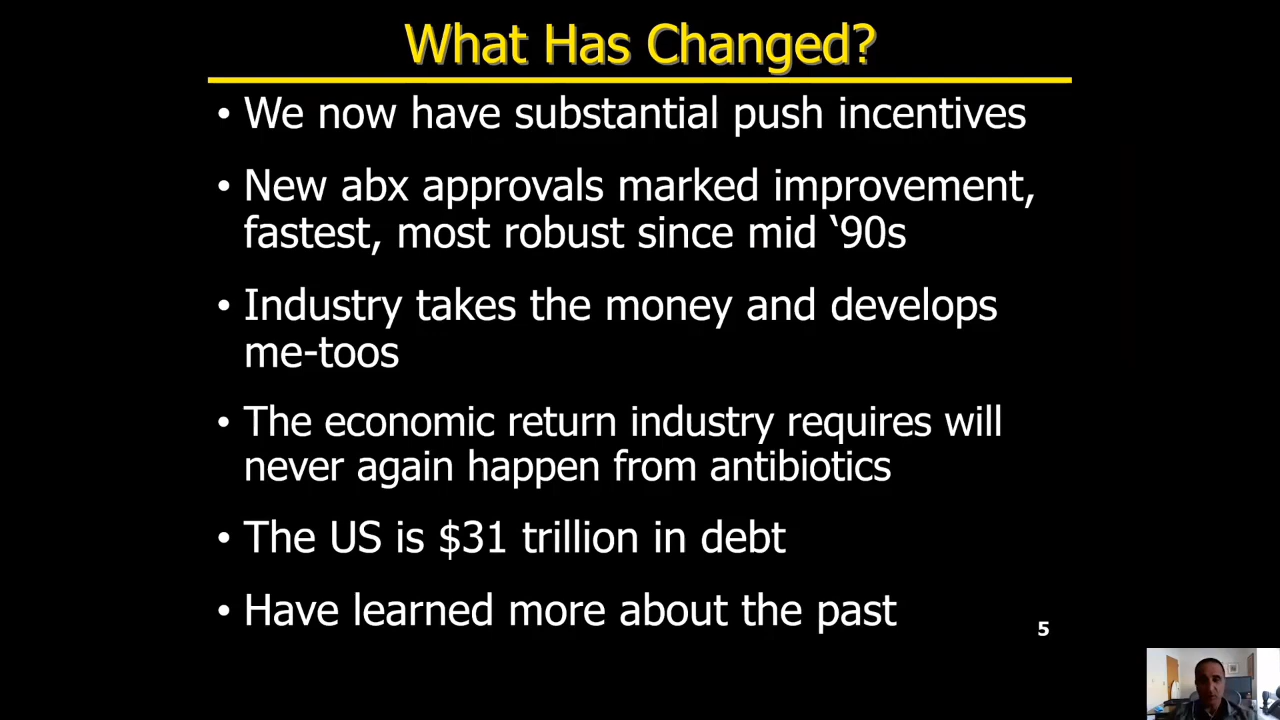 What Has Changed?
• We now have substantial push incentives
• New abx approvals marked improvement,
fastest, most robust since mid ‘90s
• Industry takes the money and develops
me-toos
• The economic return industry requires will
never again happen from antibiotics
• The US is $31 trillion in debt
• Have learned more about the past
5